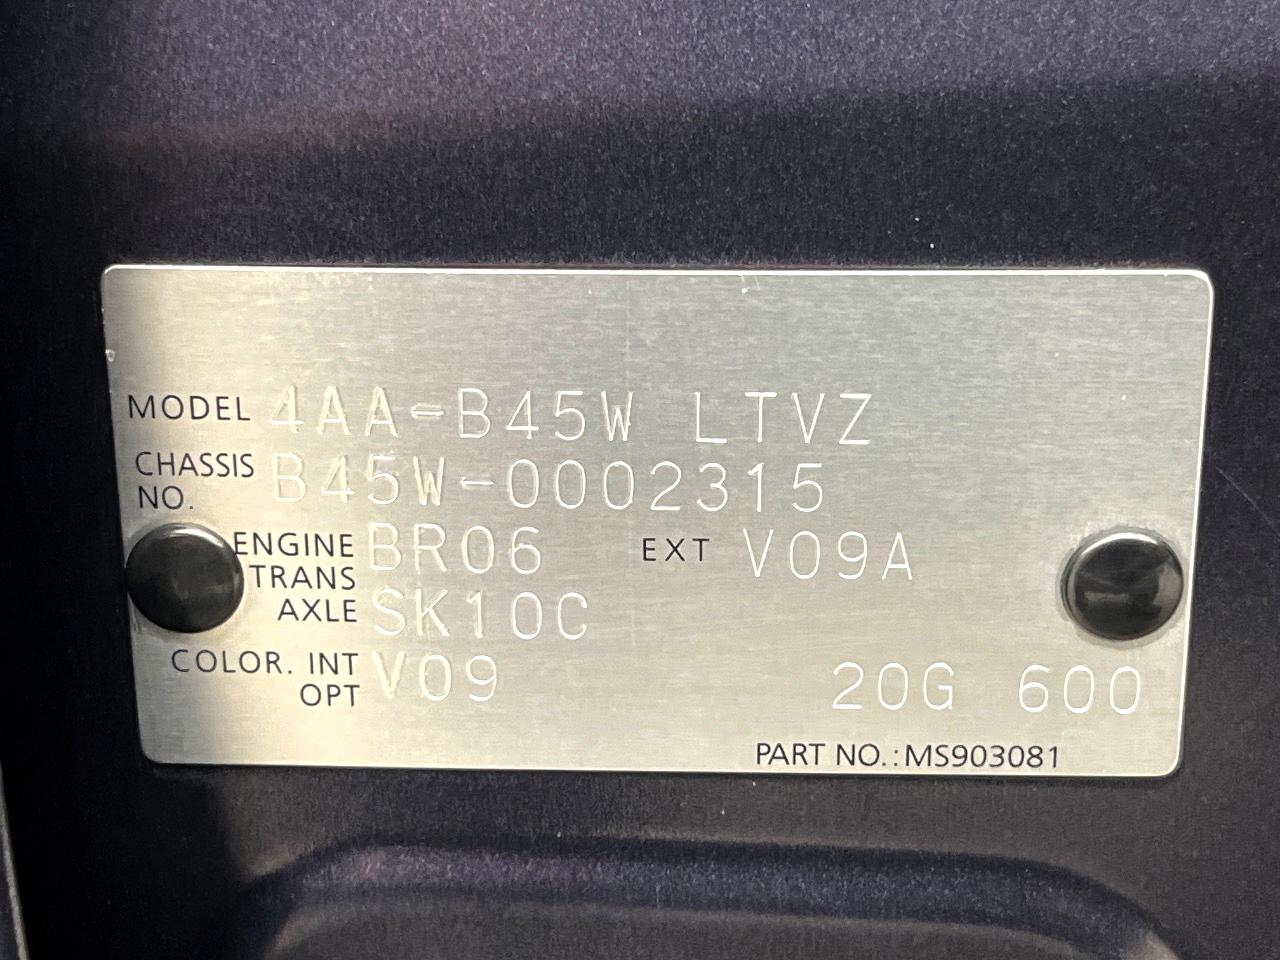 MODEL 4AA-B45W LTVZ
CHASSIS NO. B45W-0002315
ENGINE BR06 EXT V09A
TRANS AXLE SK10C
COLOR. INT V09
OPT 20G 600
PART NO.:MS903081